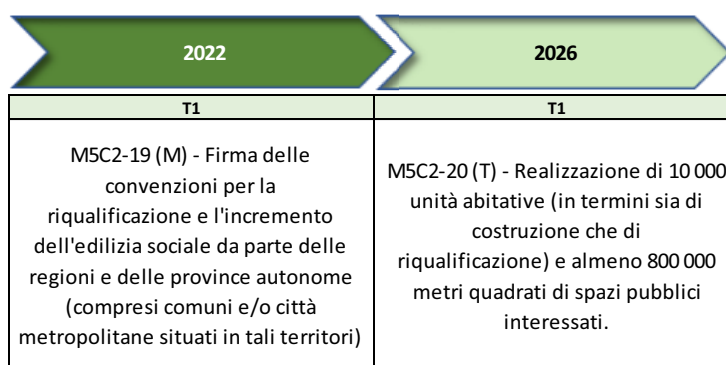 2022
2026
T1
T1
M5C2-19 (M) - Firma delle
convenzioni per la
riqualificazione e l'incremento
dell'edilizia sociale da parte delle
regioni e delle province autonome
(compresi comuni e/o città
metropolitane situati in tali territori)
M5C2-20 (T) - Realizzazione di 10 000
unità abitative (in termini sia di
costruzione che di
riqualificazione) e almeno 800 000
metri quadrati di spazi pubblici
interessati.